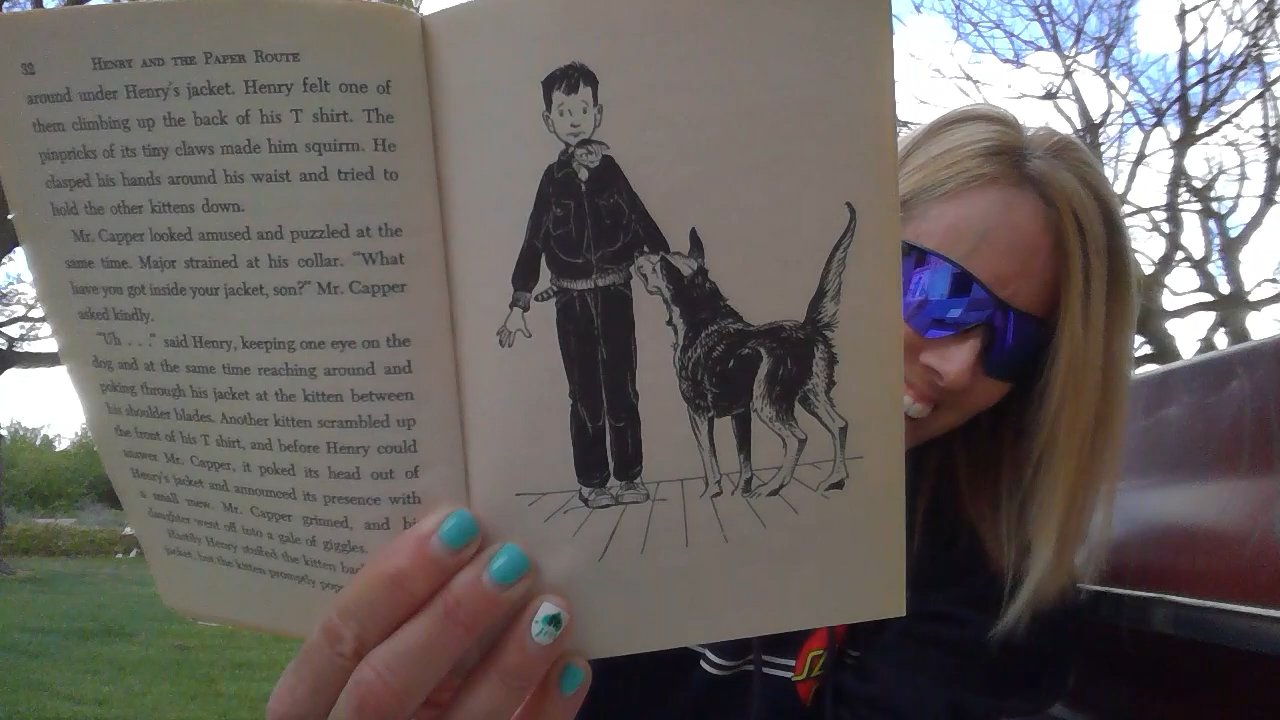 32 HENRY AND THE PAPER ROUTE
around under Henry's jacket. Henry felt one of
them climbing up the back of his T shirt. The
pinpricks of its tiny claws made him squirm. He
clasped his hands around his waist and tried to
hold the other kittens down.
Mr. Capper looked amused and puzzled at the
same time. Major strained at his collar. "What
have you got inside your jacket, son?" Mr. Capper
asked kindly.
"Uh . . ." said Henry, keeping one eye on the
dog and at the same time reaching around and
poking through his jacket at the kitten between
his shoulder blades. Another kitten scrambled up
the front of his T shirt, and before Henry could
answer Mr. Capper, it poked its head out of
Henry's jacket and announced its presence with
a small mew. Mr. Capper grinned, and
daughter went off into a gale of giggles.
Hastily Henry stuffed the kitten
jacket, but the kitten promptly